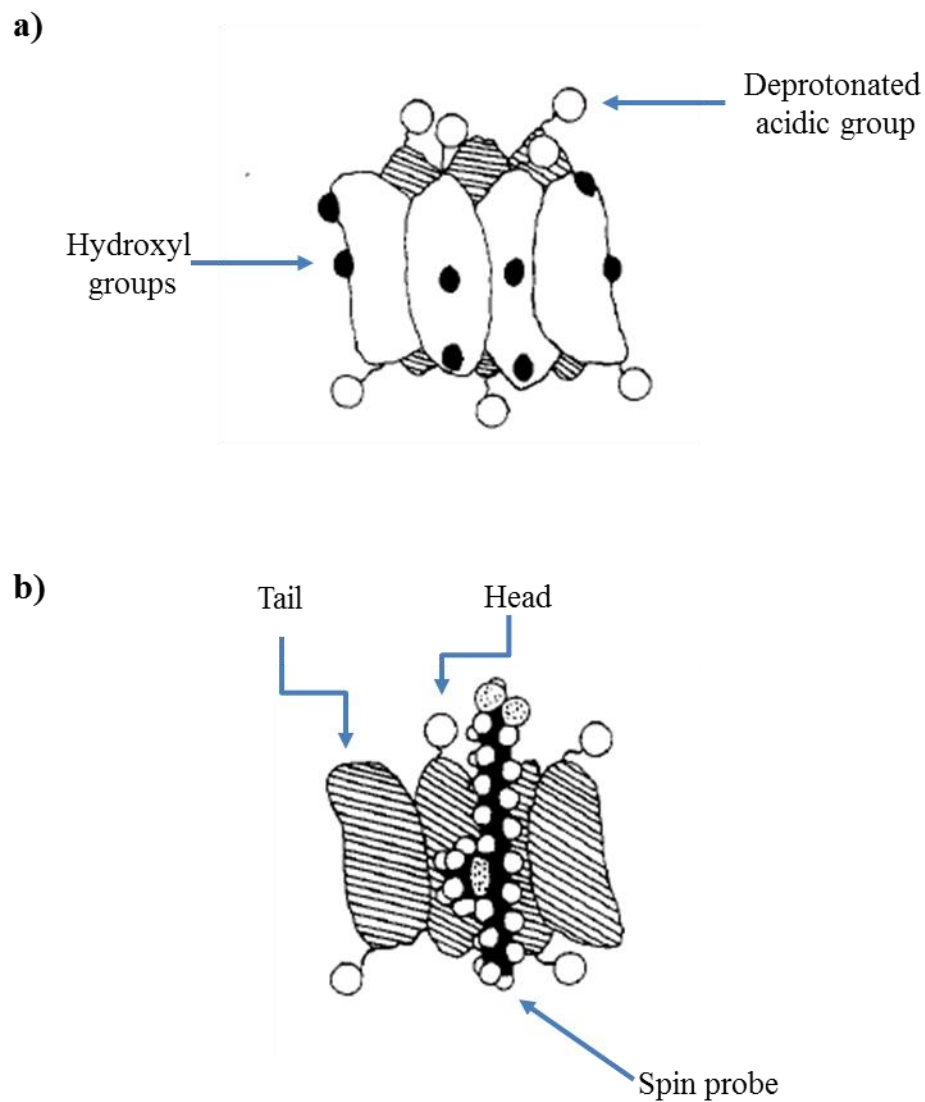 a)
Deprotonated
acidic group
Hydroxyl
groups
b)
Tail
Head
Spin probe